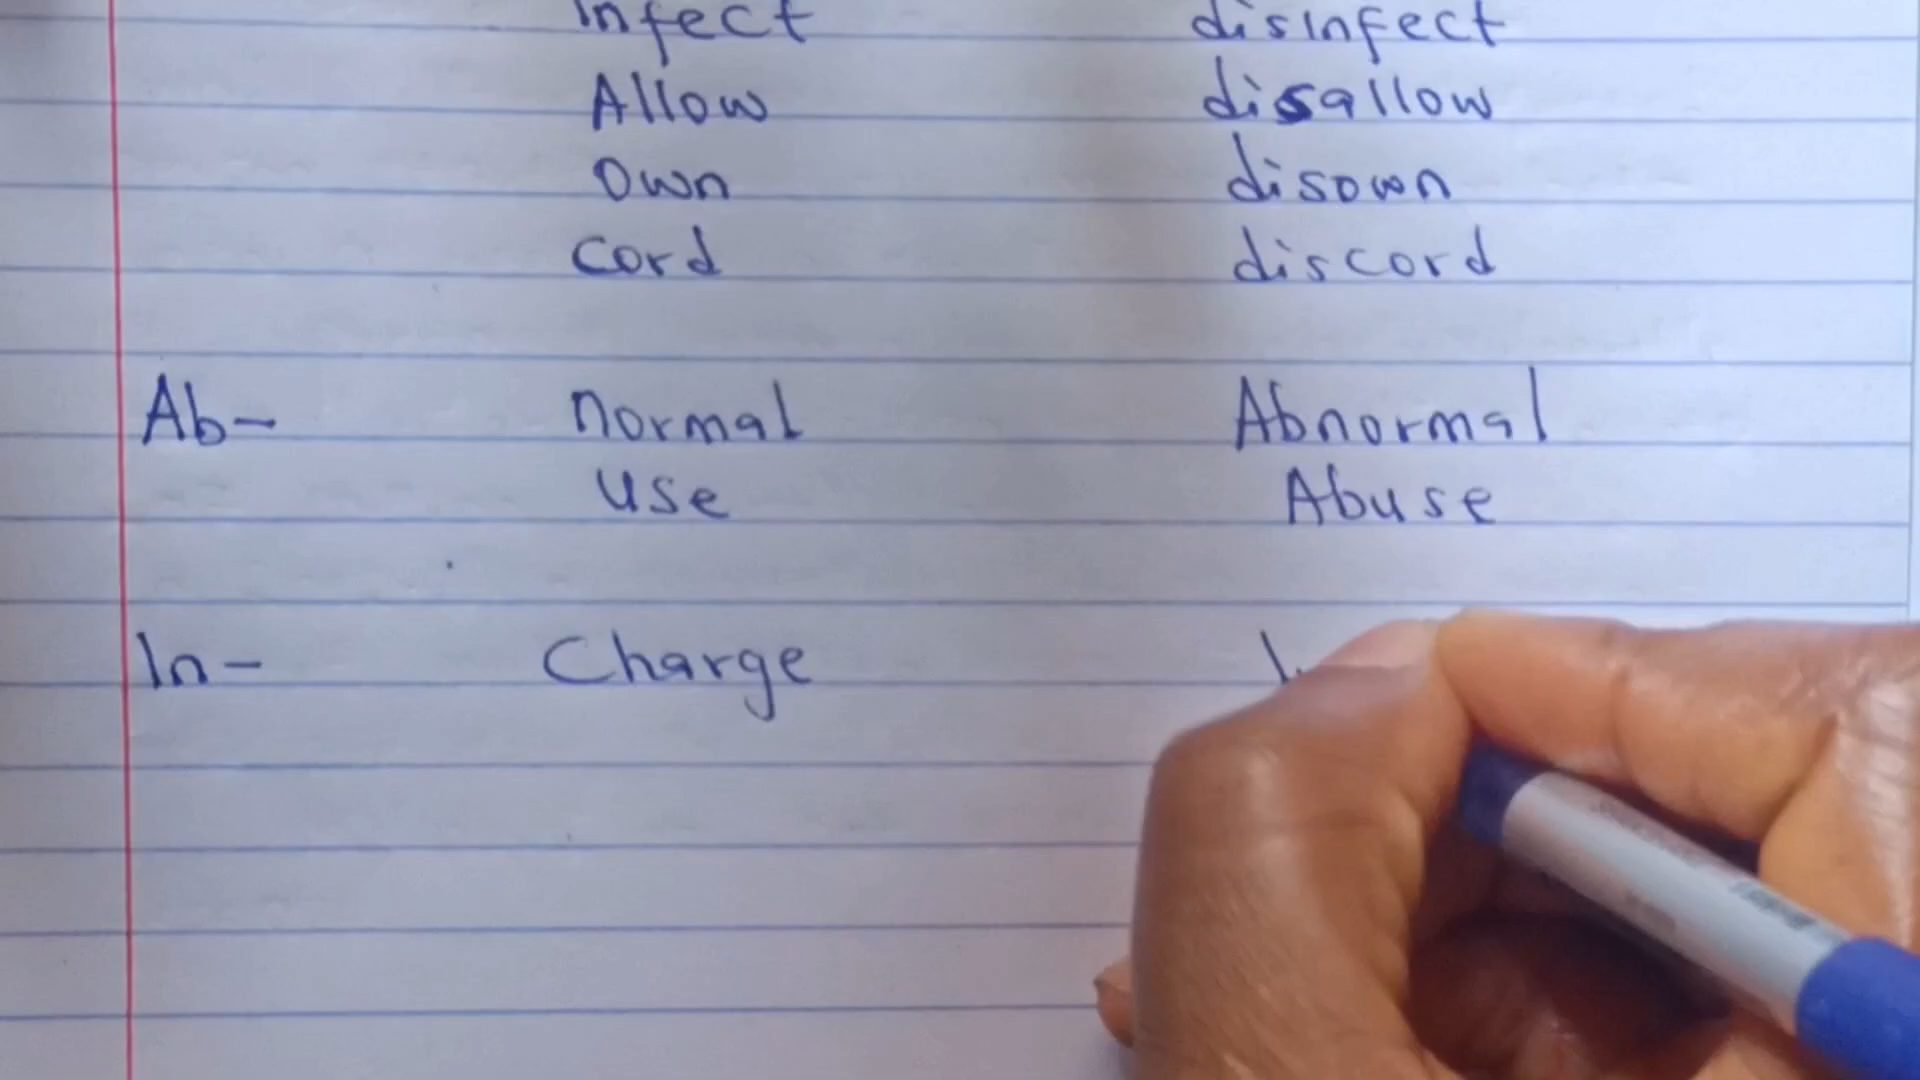 infect disinfect
Allow disallow
Own disown
Cord discord
Ab- normal Abnormal
Use Abuse
In- Charge